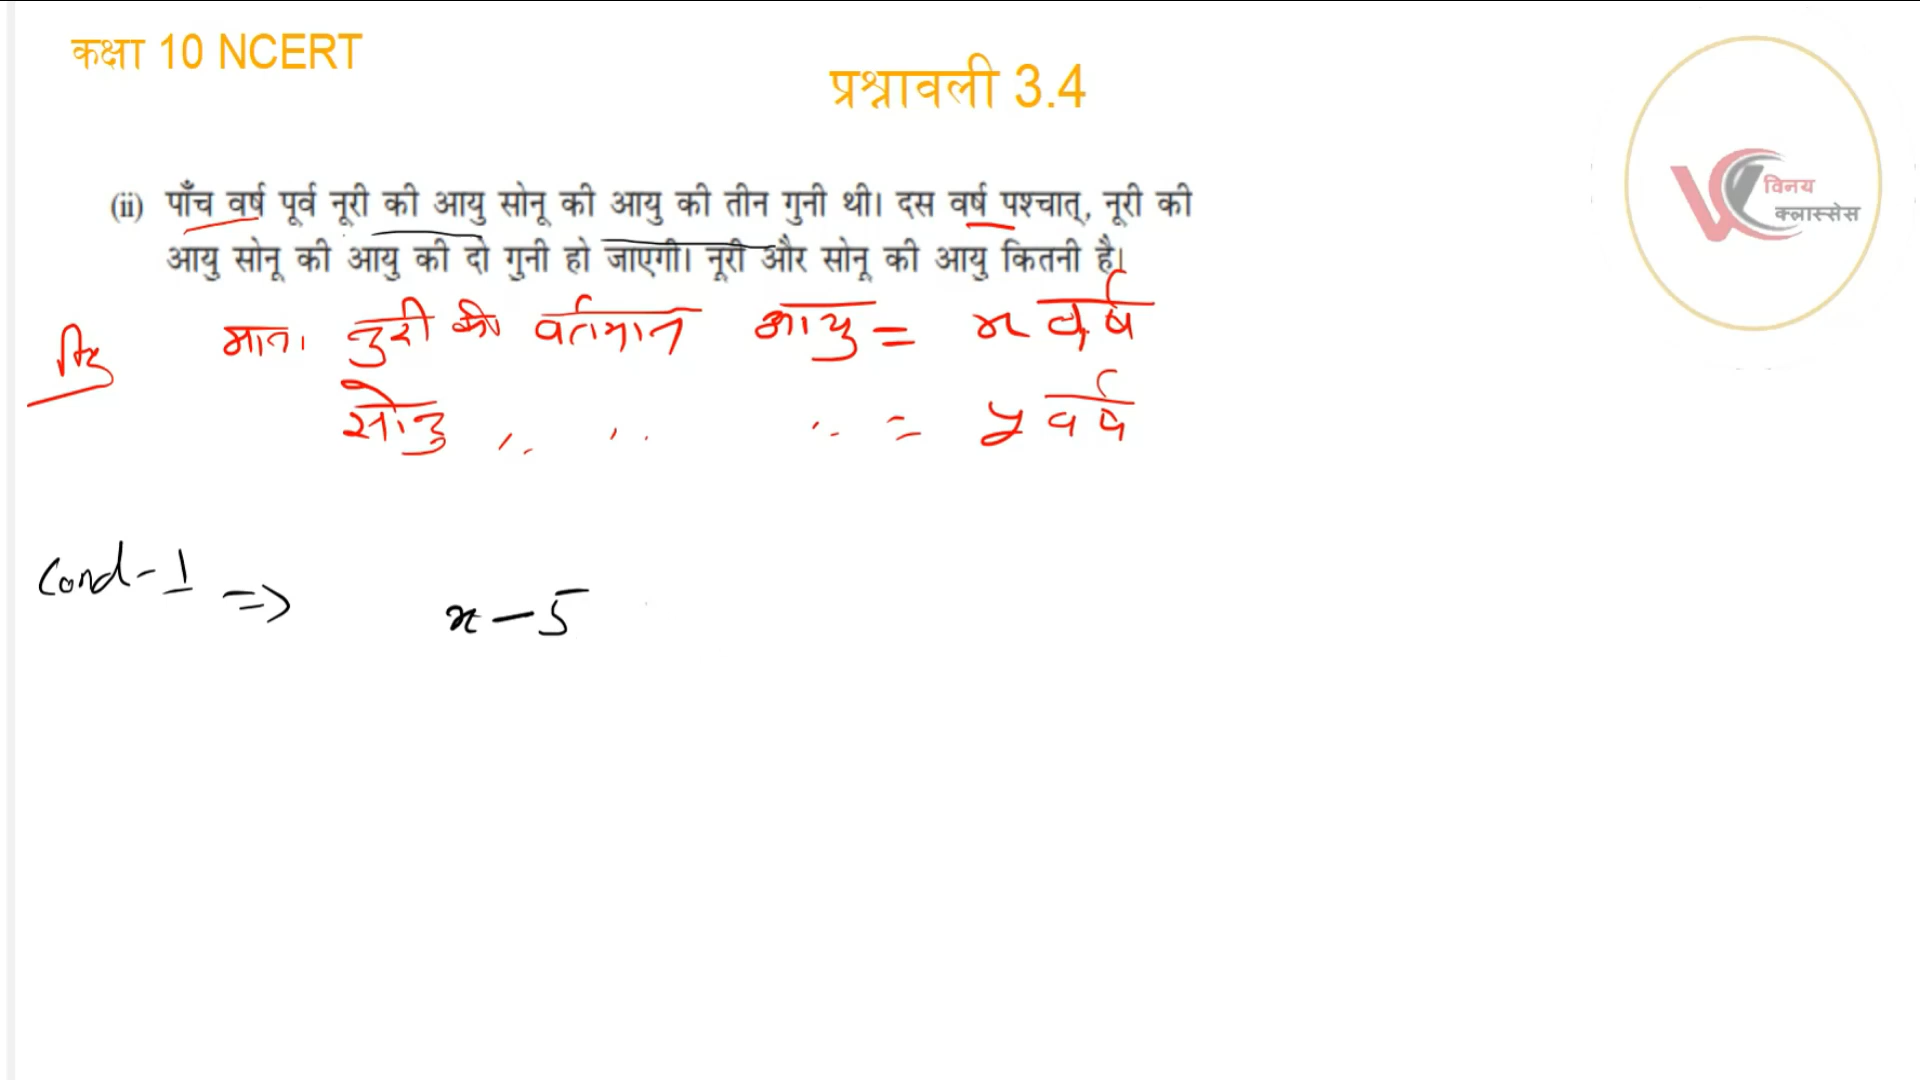 कक्षा 10 NCERT
प्रश्नावली 3.4
विनय
क्लास्सेस
(ii) पाँच वर्ष पूर्व नूरी की आयु सोनू की आयु की तीन गुनी थी। दस वर्ष पश्चात्, नूरी की
आयु सोनू की आयु की दो गुनी हो जाएगी। नूरी और सोनू की आयु कितनी है।
माना नुरी की वर्तमान आयु = x वर्ष
सोनु ,, ,, ,, = y वर्ष
Cond-1 => x - 5